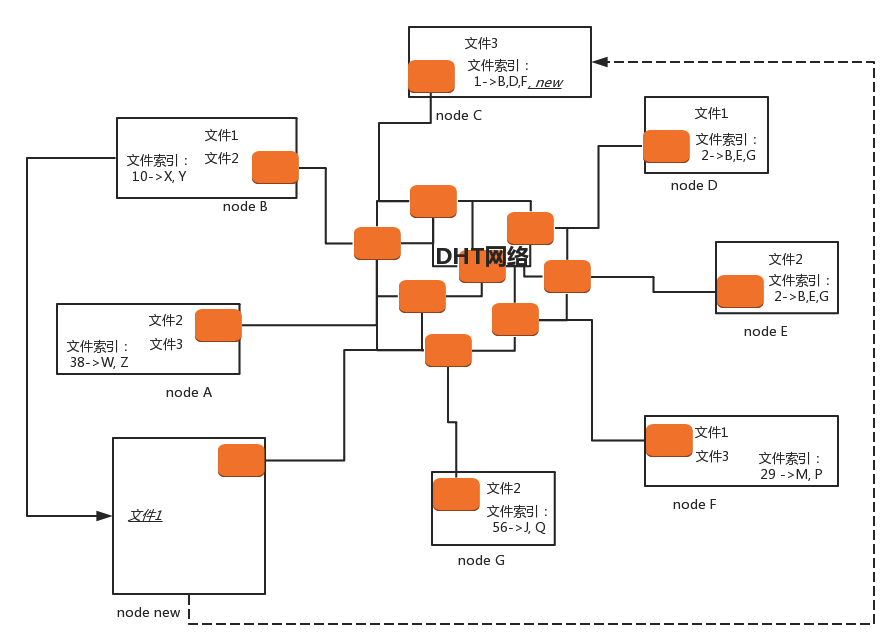 文件3
文件索引：
1->B,D,F, new
node C
文件1
文件索引：
2->B,E,G
node D
文件1
文件2
文件索引：
10->X, Y
node B
DHT网络
文件2
文件索引：
2->B,E,G
node E
文件2
文件3
文件索引：
38->W, Z
node A
文件1
文件3
文件索引：
29 ->M, P
node F
文件1
node new
文件2
文件索引：
56->J, Q
node G